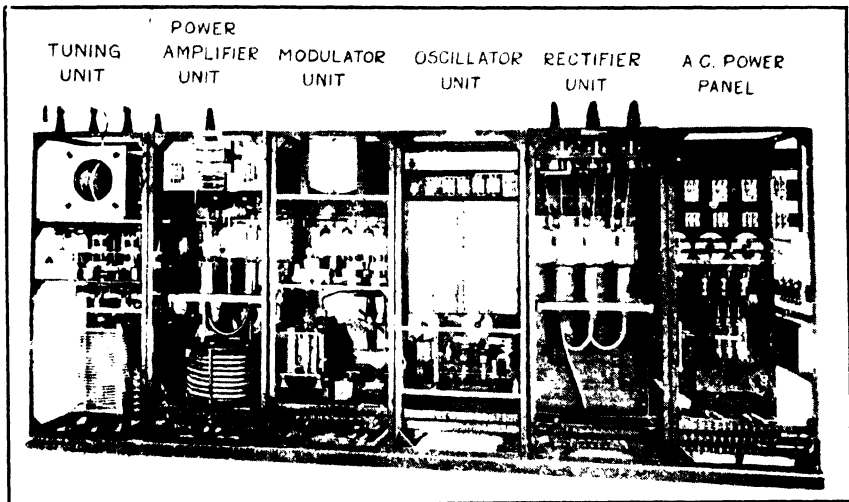 TUNING
UNIT
POWER
AMPLIFIER
UNIT
MODULATOR
UNIT
OSCILLATOR
UNIT
RECTIFIER
UNIT
A.C. POWER
PANEL